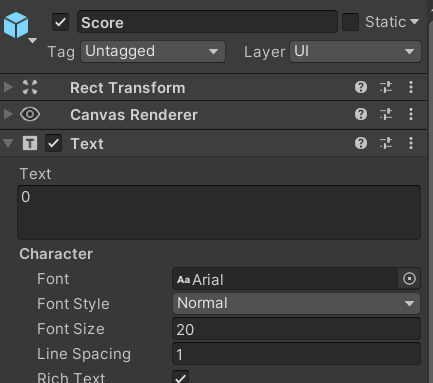 Score
Static
Tag Untagged Layer UI
Rect Transform
Canvas Renderer
T Text
Text
0
Character
Font Aa Arial
Font Style Normal
Font Size 20
Line Spacing 1
Rich Text